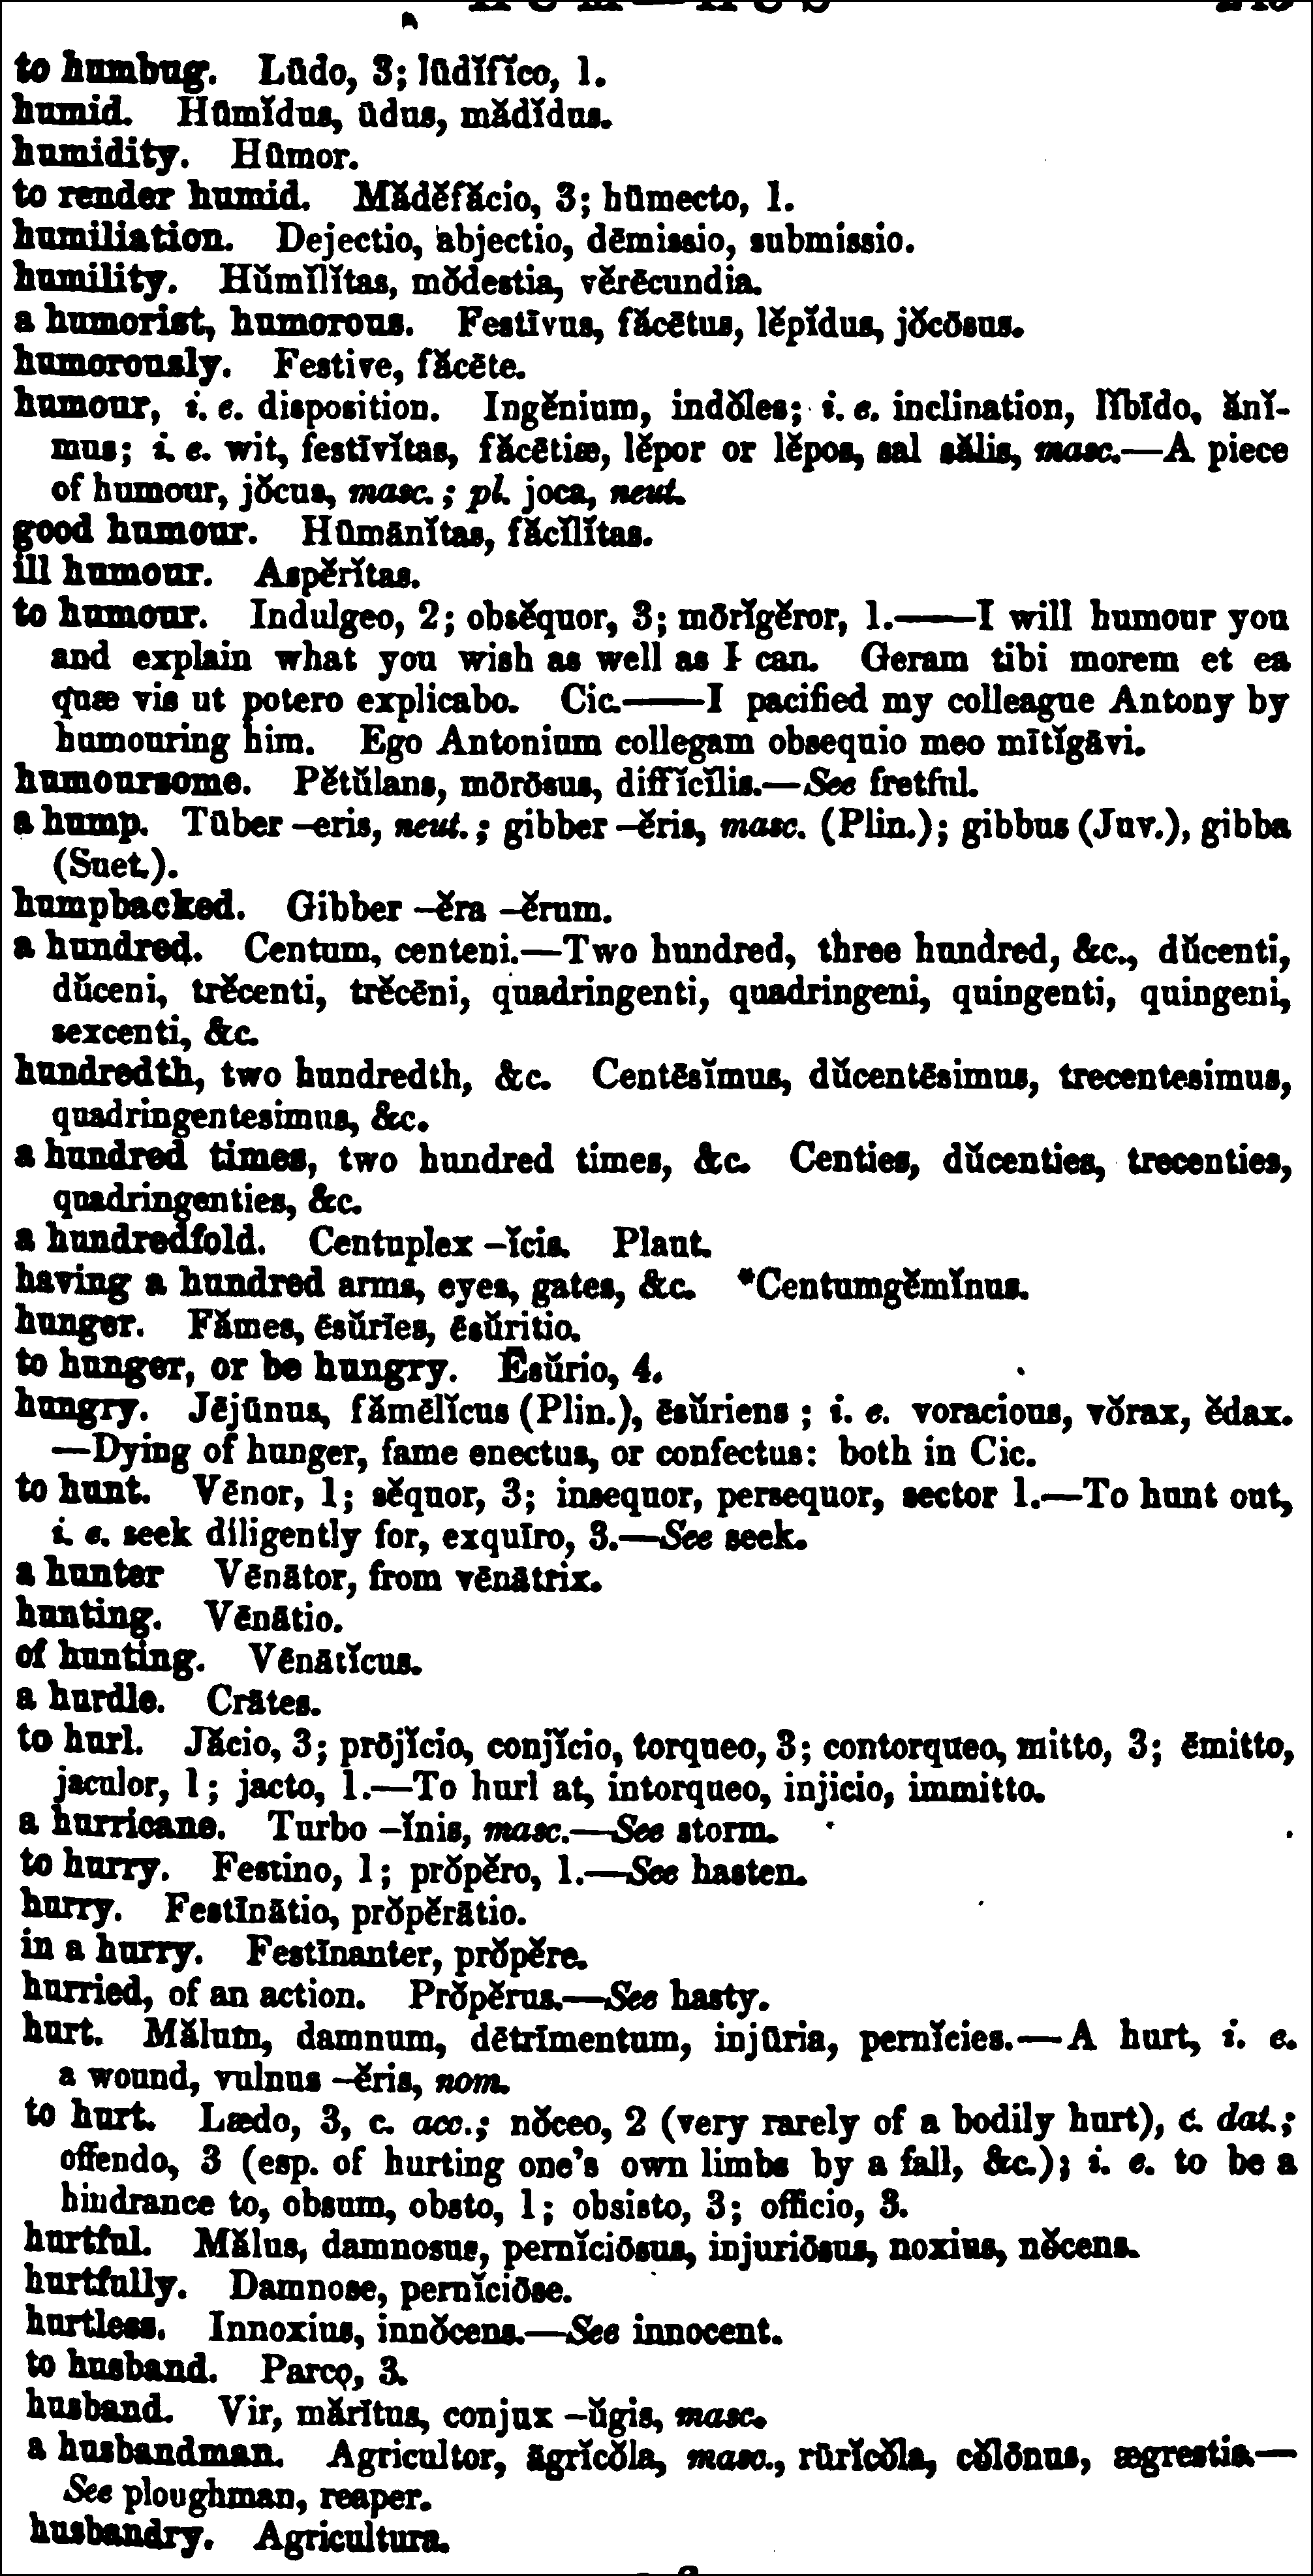 to humbug. Lūdo, 3; lūdĭfĭco, 1.
humid. Hūmĭdus, ūdus, mădĭdus.
humidity. Hūmor.
to render humid. Mădĕfăcio, 3; hūmecto, 1.
humiliation. Dejectio, abjectio, dēmissio, submissio.
humility. Hŭmĭlĭtas, mŏdestia, vĕrēcundia.
a humorist, humorous. Festīvus, făcētus, lĕpĭdus, jŏcōsus.
humorously. Festive, făcēte.
humour, i. e. disposition. Ingĕnium, indŏles; i. e. inclination, lĭbīdo, ănĭ-
mus; i. e. wit, festīvĭtas, făcētiæ, lĕpor or lĕpos, sal sălis, masc.—A piece
of humour, jŏcus, masc.; pl. joca, neut.
good humour. Hūmānĭtas, făcĭlĭtas.
ill humour. Aspĕrĭtas.
to humour. Indulgeo, 2; obsĕquor, 3; mōrĭgĕror, 1.——I will humour you
and explain what you wish as well as I can. Geram tibi morem et ea
quæ vis ut potero explicabo. Cic.——I pacified my colleague Antony by
humouring him. Ego Antonium collegam obsequio meo mītĭgāvi.
humoursome. Pĕtŭlans, mōrōsus, diffĭcĭlis.—See fretful.
a hump. Tūber –eris, neut.; gibber –ĕris, masc. (Plin.); gibbus (Juv.), gibba
(Suet.).
humpbacked. Gibber –ĕra –ĕrum.
a hundred. Centum, centeni.—Two hundred, three hundred, &c., dŭcenti,
dŭceni, trĕcenti, trĕcēni, quadringenti, quadringeni, quingenti, quingeni,
sexcenti, &c.
hundredth, two hundredth, &c. Centēsĭmus, dŭcentēsimus, trecentesimus,
quadringentesimus, &c.
a hundred times, two hundred times, &c. Centies, dŭcenties, trecenties,
quadringenties, &c.
a hundredfold. Centuplex –ĭcis. Plaut.
having a hundred arms, eyes, gates, &c. *Centumgĕmĭnus.
hunger. Fămes, ēsŭrĭes, ēsŭritio.
to hunger, or be hungry. Esŭrio, 4.
hungry. Jējūnus, fămēlĭcus (Plin.), ēsŭriens; i. e. voracious, vŏrax, ĕdax.
—Dying of hunger, fame enectus, or confectus: both in Cic.
to hunt. Vēnor, 1; sĕquor, 3; insequor, persequor, sector 1.—To hunt out,
i. e. seek diligently for, exquīro, 3.—See seek.
a hunter Vēnātor, from vēnātrix.
hunting. Vēnātio.
of hunting. Vēnātĭcus.
a hurdle. Crātes.
to hurl. Jăcio, 3; prōjĭcio, conjĭcio, torqueo, 3; contorqueo, mitto, 3; ēmitto,
jaculor, 1; jacto, 1.—To hurl at, intorqueo, injicio, immitto.
a hurricane. Turbo –ĭnis, masc.—See storm.
to hurry. Festino, 1; prŏpĕro, 1.—See hasten.
hurry. Festīnātio, prŏpĕrātio.
in a hurry. Festīnanter, prŏpĕre.
hurried, of an action. Prŏpĕrus.—See hasty.
hurt. Mălum, damnum, dētrīmentum, injūria, pernĭcies.—A hurt, i. e.
a wound, vulnus –ĕris, nom.
to hurt. Lædo, 3, c. acc.; nŏceo, 2 (very rarely of a bodily hurt), c. dat.;
offendo, 3 (esp. of hurting one's own limbs by a fall, &c.); i. e. to be a
hindrance to, obsum, obsto, 1; obsisto, 3; officio, 3.
hurtful. Mălus, damnosus, pernĭciōsus, injuriōsus, noxius, nŏcens.
hurtfully. Damnose, pernĭciōse.
hurtless. Innoxius, innŏcens.—See innocent.
to husband. Parco, 3.
husband. Vir, mărītus, conjux –ŭgis, masc.
a husbandman. Agricultor, āgrĭcŏla, masc., rūrĭcŏla, cŏlōnus, ægrestis.—
See ploughman, reaper.
husbandry. Agricultura.